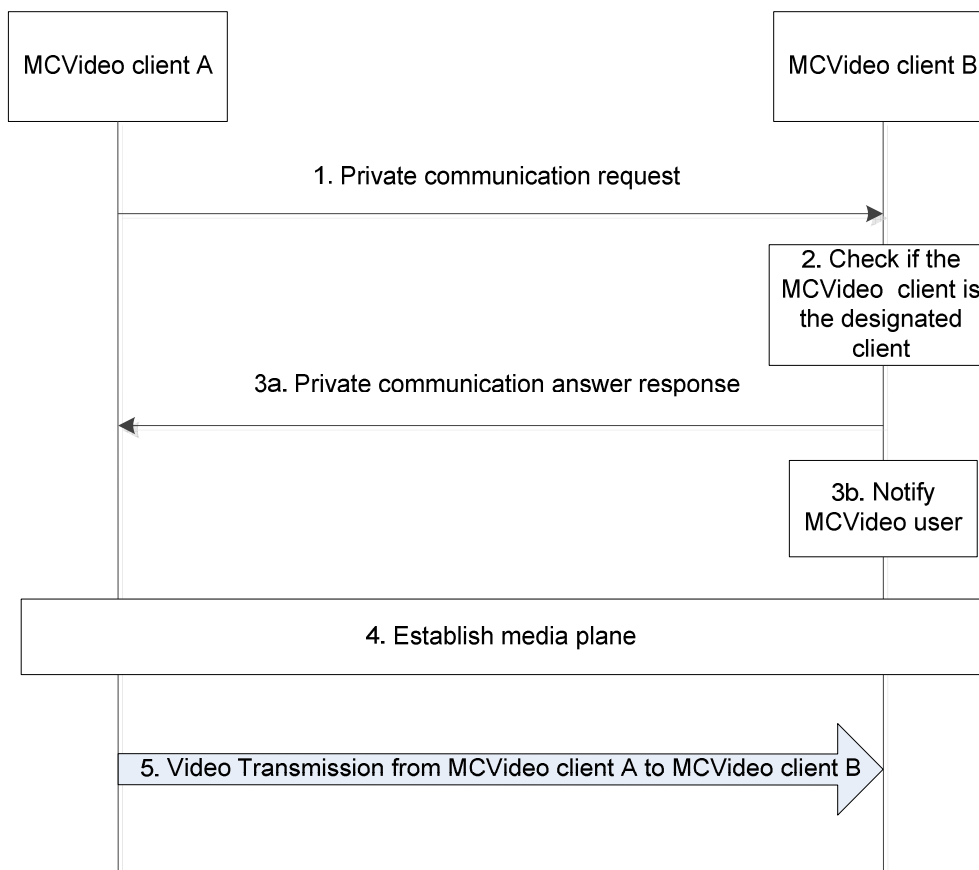 MCVideo client A
MCVideo client B
1. Private communication request
2. Check if the
MCVideo client is
the designated
client
3a. Private communication answer response
3b. Notify
MCVideo user
4. Establish media plane
5. Video Transmission from MCVideo client A to MCVideo client B